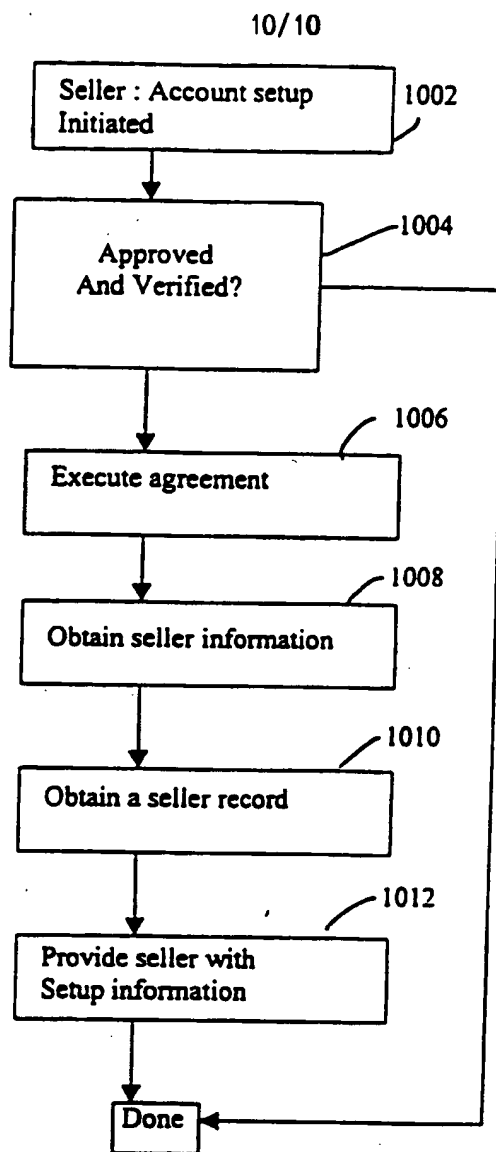 10/10
Seller : Account setup
Initiated
1002
Approved
And Verified?
1004
1006
Execute agreement
1008
Obtain seller information
1010
Obtain a seller record
1012
Provide seller with
Setup information
Done